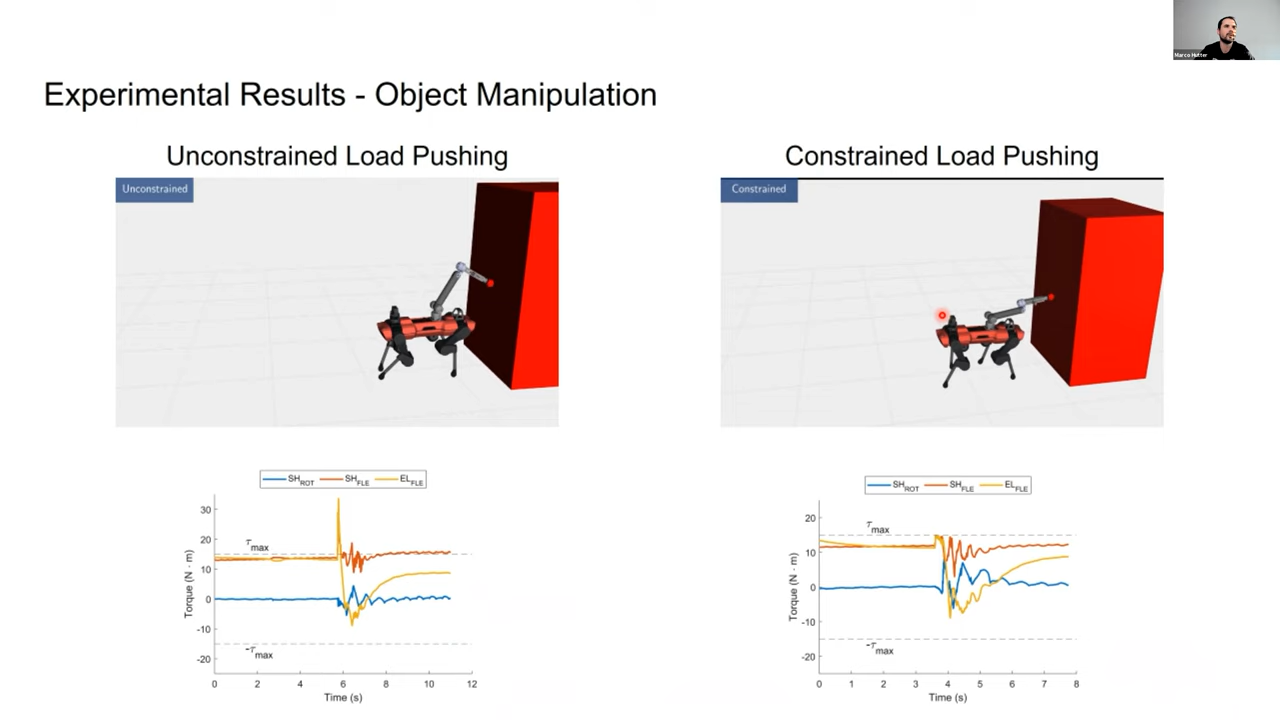 Marco Hutter
Experimental Results - Object Manipulation
Unconstrained Load Pushing
Constrained Load Pushing
Unconstrained
Constrained
SH_ROT SH_FLE EL_FLE
30
20
10
0
-10
-20
τ_max
-τ_max
Torque (N · m)
0 2 4 6 8 10 12
Time (s)
SH_ROT SH_FLE EL_FLE
20
10
0
-10
-20
τ_max
-τ_max
Torque (N · m)
0 1 2 3 4 5 6 7 8
Time (s)